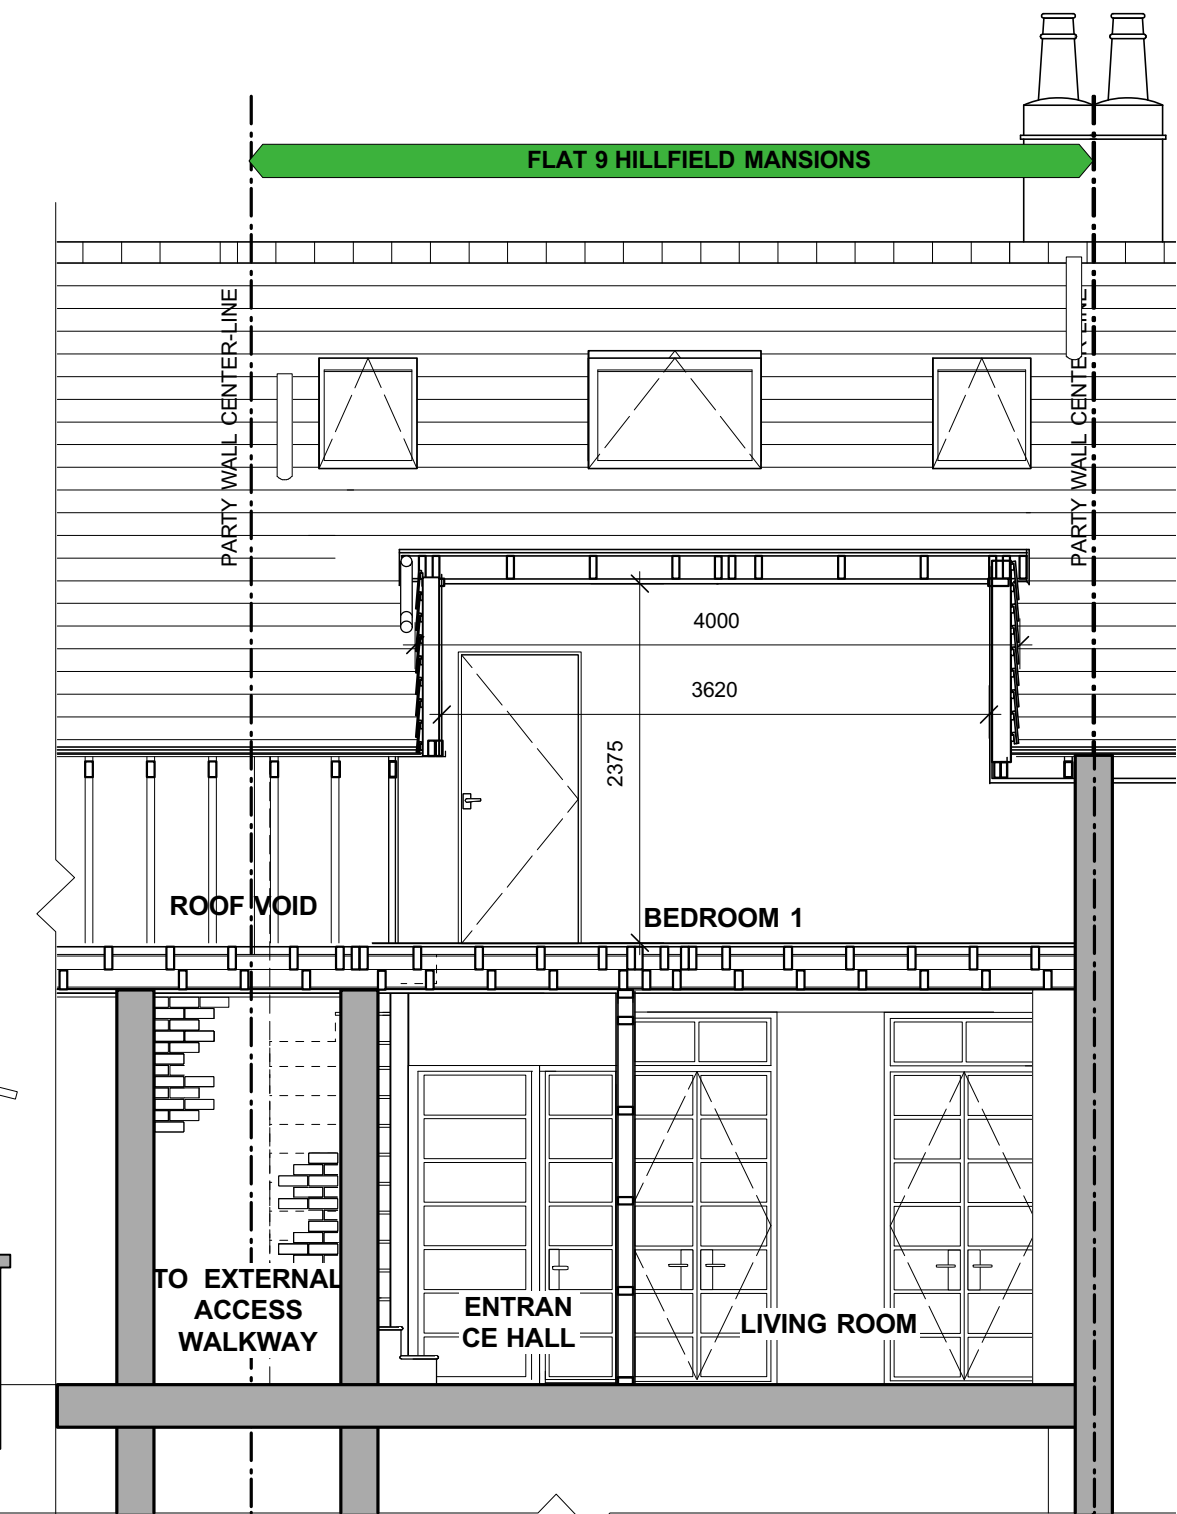 FLAT 9 HILLFIELD MANSIONS
PARTY WALL CENTER-LINE
PARTY WALL CENTER-LINE
4000
3620
2375
ROOF VOID
BEDROOM 1
TO EXTERNAL
ACCESS
WALKWAY
ENTRAN
CE HALL
LIVING ROOM